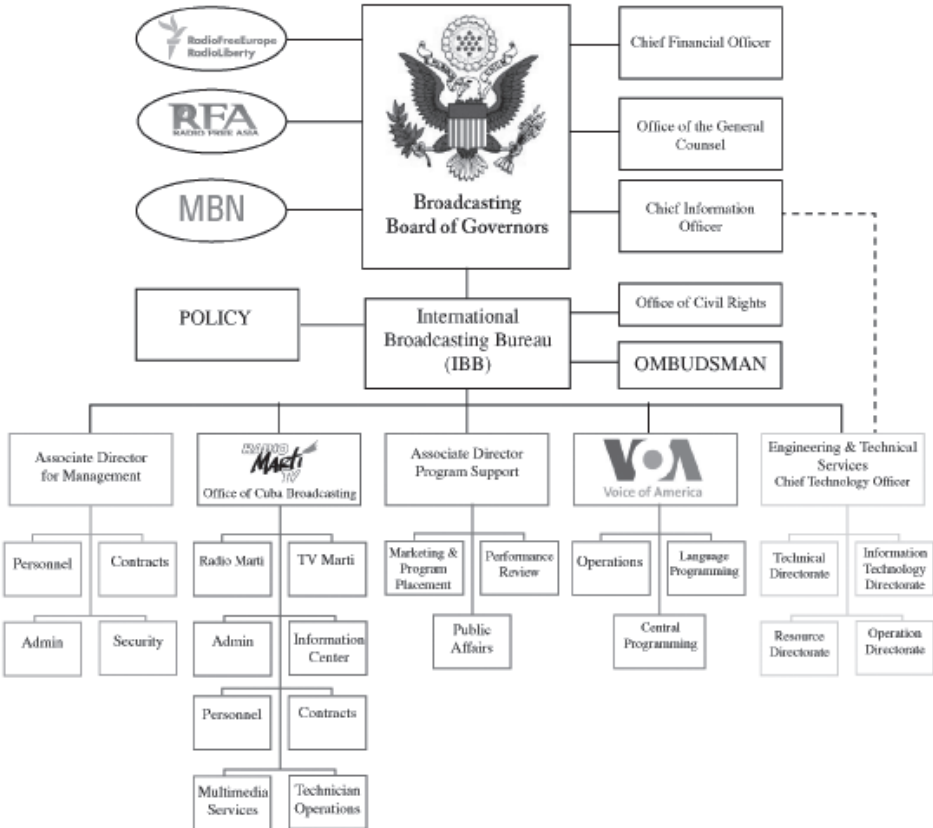 RadioFreeEurope
RadioLiberty
RFA
RADIO FREE ASIA
MBN
Broadcasting
Board of Governors
Chief Financial Officer
Office of the General
Counsel
Chief Information
Officer
POLICY
International
Broadcasting Bureau
(IBB)
Office of Civil Rights
OMBUDSMAN
Associate Director
for Management
RADIO
Martí
TV
Office of Cuba Broadcasting
Associate Director
Program Support
VOA
Voice of America
Engineering & Technical
Services
Chief Technology Officer
Personnel
Contracts
Radio Marti
TV Marti
Marketing &
Program
Placement
Performance
Review
Operations
Language
Programming
Technical
Directorate
Information
Technology
Directorate
Admin
Security
Admin
Information
Center
Public
Affairs
Central
Programming
Resource
Directorate
Operation
Directorate
Personnel
Contracts
Multimedia
Services
Technician
Operations